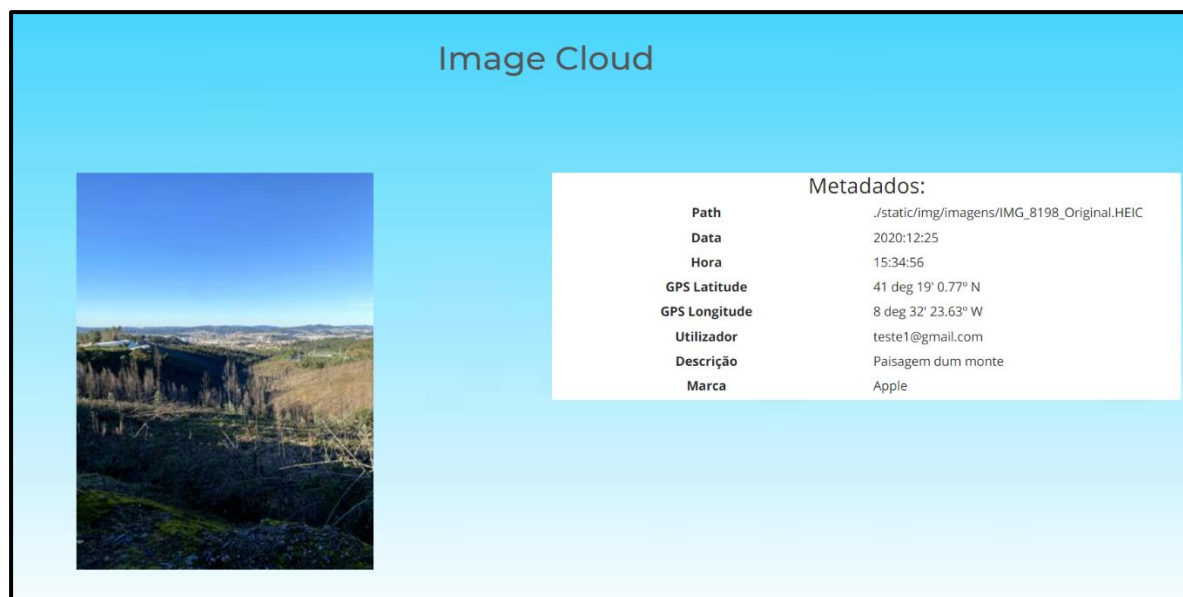 Image Cloud
Metadados:
Path ./static/img/imagens/IMG_8198_Original.HEIC
Data 2020:12:25
Hora 15:34:56
GPS Latitude 41 deg 19' 0.77º N
GPS Longitude 8 deg 32' 23.63º W
Utilizador teste1@gmail.com
Descrição Paisagem dum monte
Marca Apple